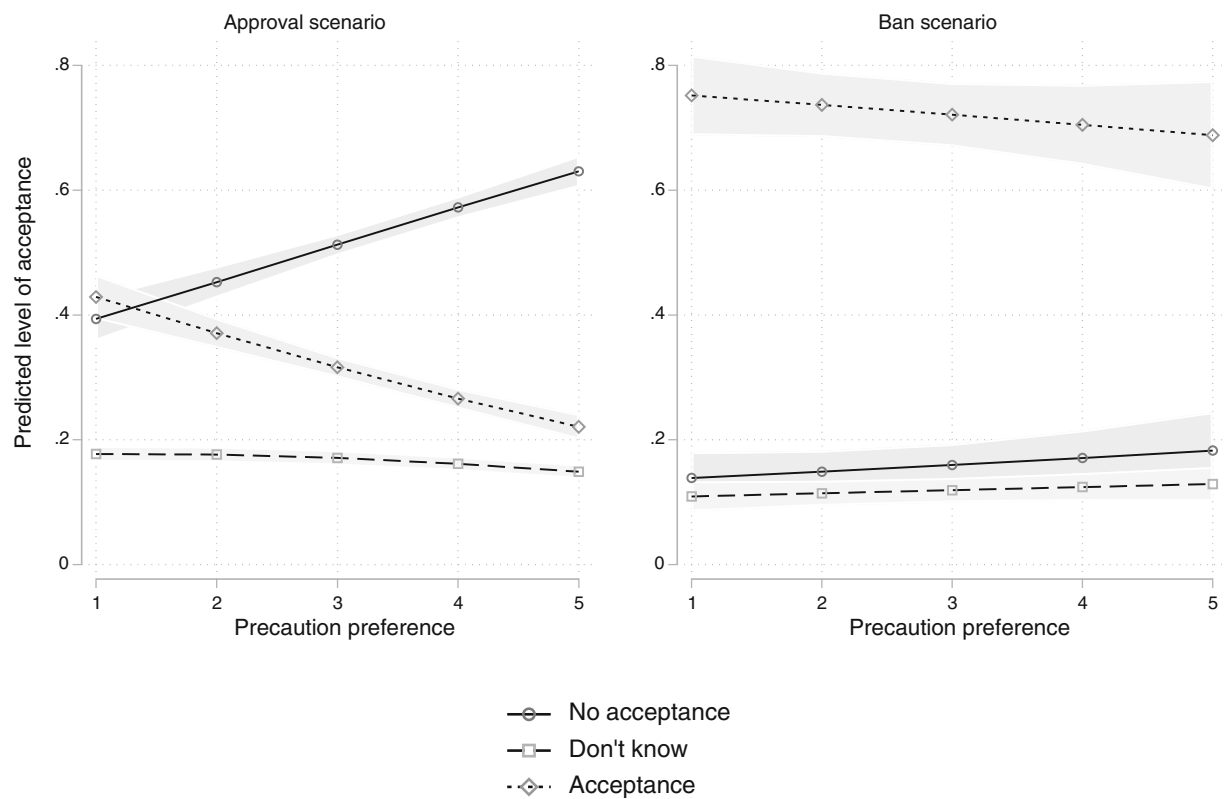 Approval scenario
Ban scenario
Predicted level of acceptance
.8
.6
.4
.2
0
1 2 3 4 5
Precaution preference
.8
.6
.4
.2
0
1 2 3 4 5
Precaution preference
No acceptance
Don't know
Acceptance